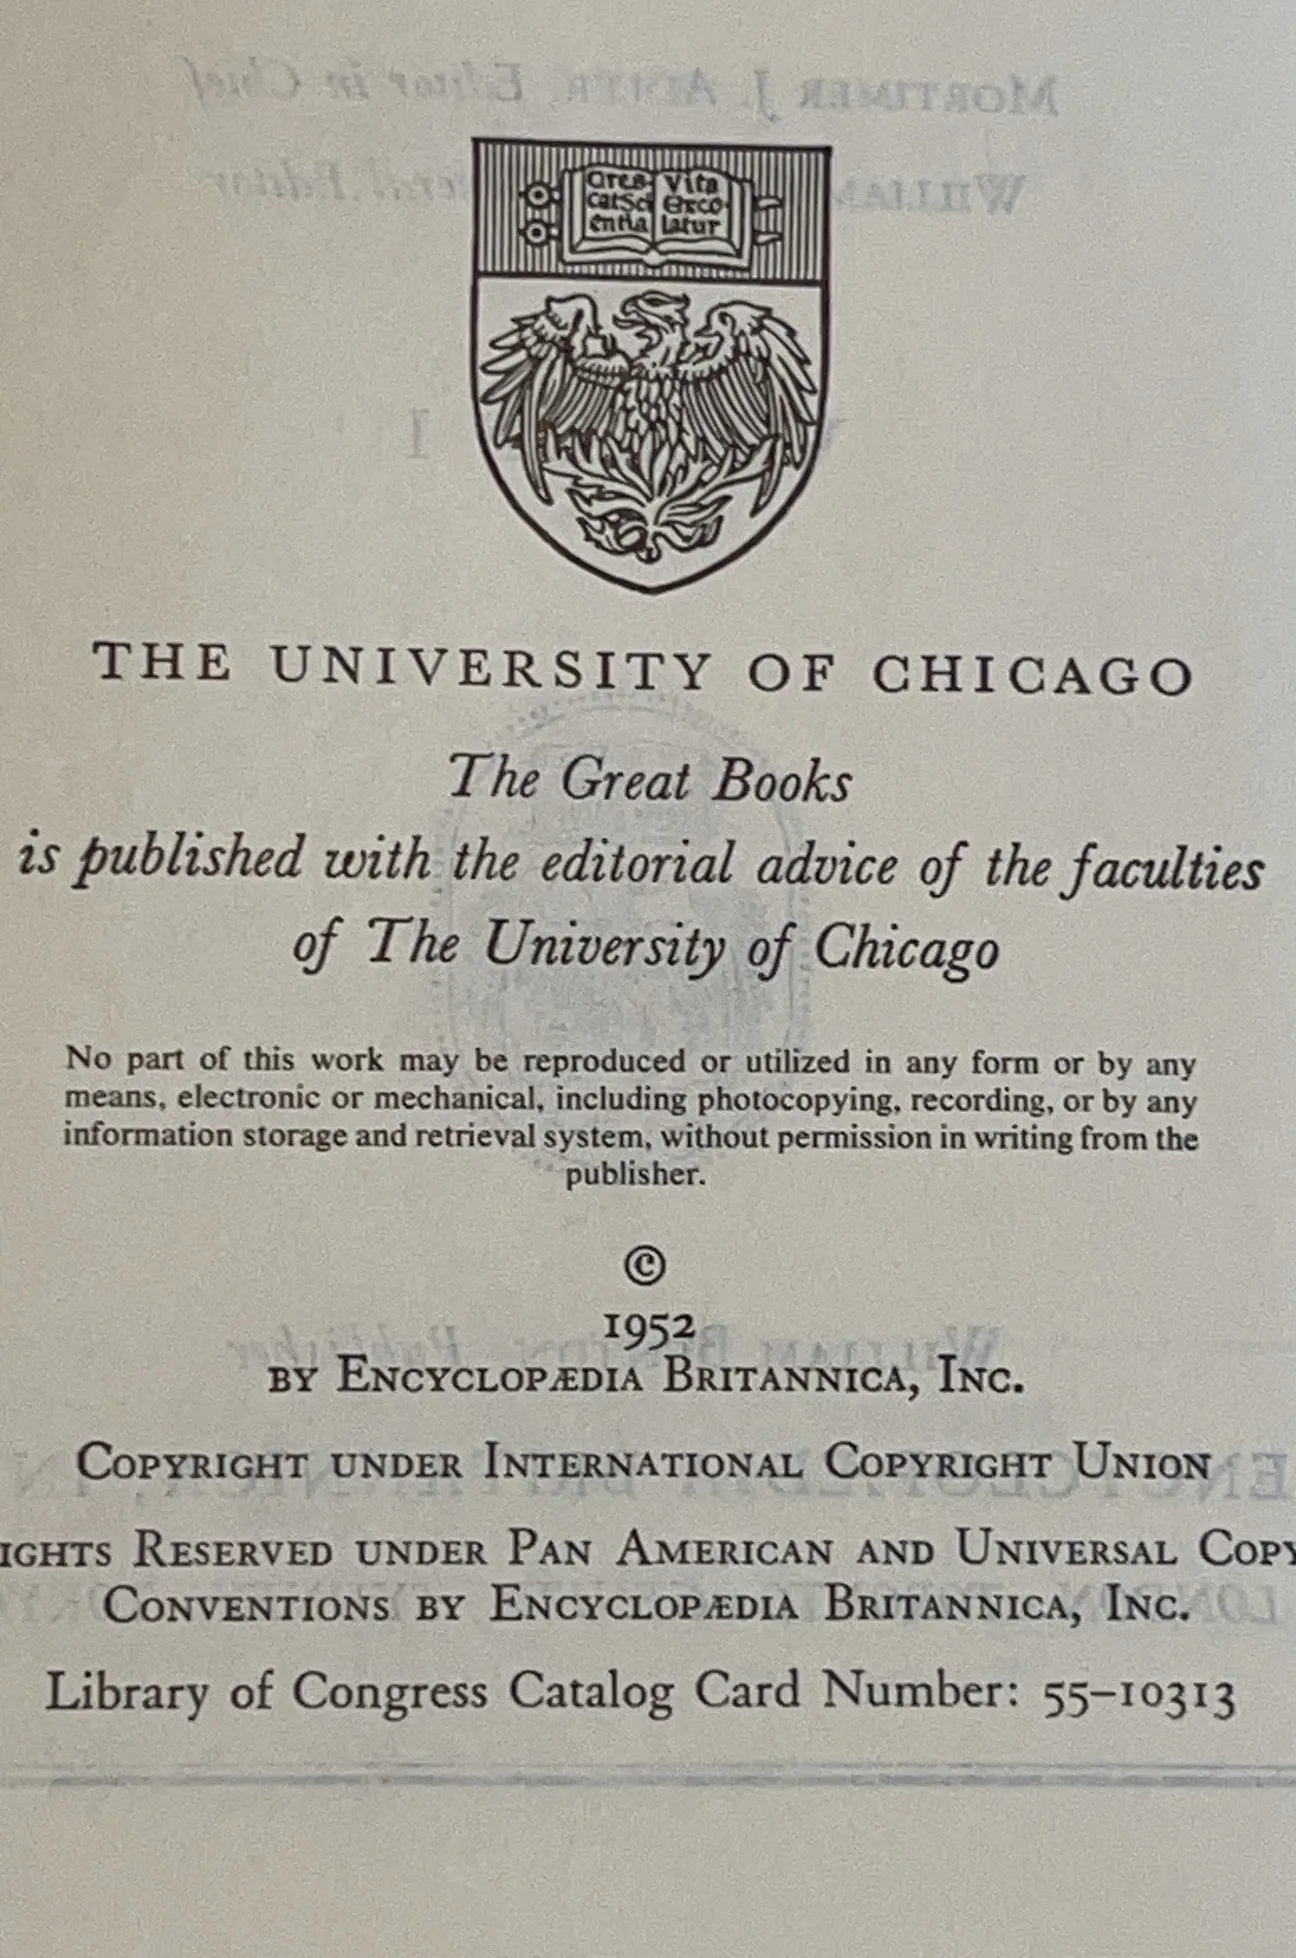 Cres- Vita
catSci Exco-
entia latur
THE UNIVERSITY OF CHICAGO
The Great Books
is published with the editorial advice of the faculties
of The University of Chicago
No part of this work may be reproduced or utilized in any form or by any
means, electronic or mechanical, including photocopying, recording, or by any
information storage and retrieval system, without permission in writing from the
publisher.
©
1952
BY ENCYCLOPÆDIA BRITANNICA, INC.
COPYRIGHT UNDER INTERNATIONAL COPYRIGHT UNION
IGHTS RESERVED UNDER PAN AMERICAN AND UNIVERSAL COPY
CONVENTIONS BY ENCYCLOPÆDIA BRITANNICA, INC.
Library of Congress Catalog Card Number: 55–10313